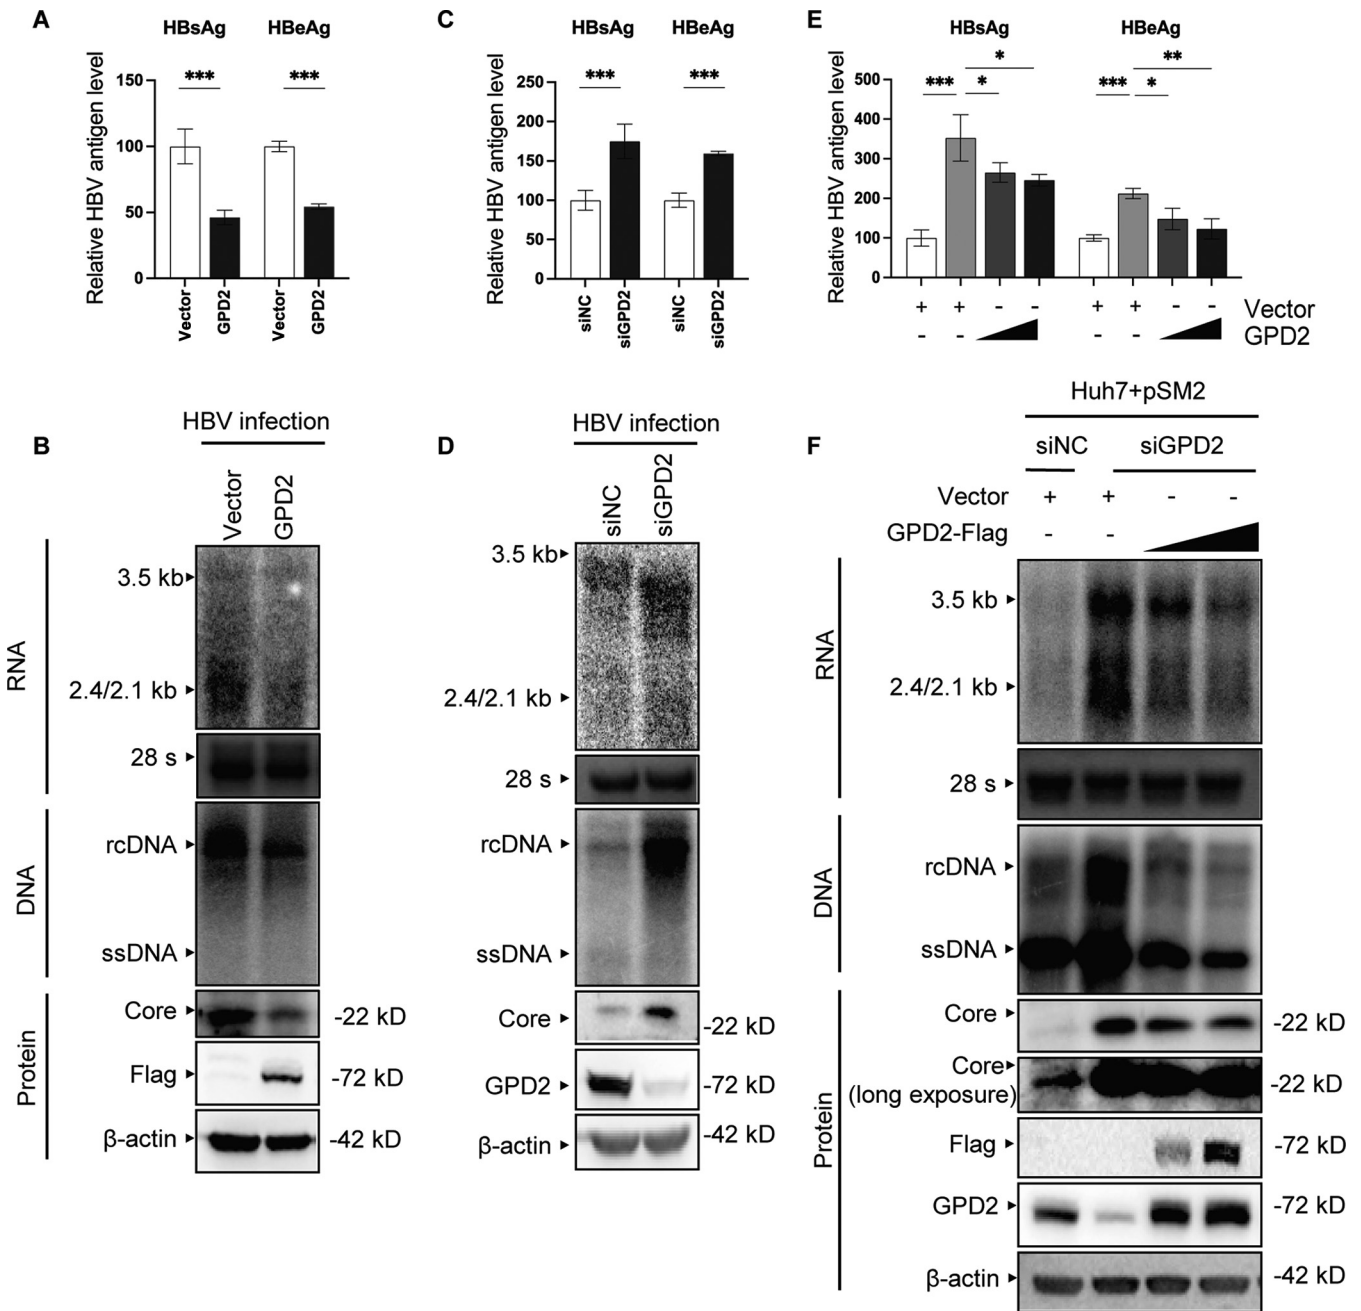 A
HBsAg HBeAg
*** ***
Relative HBV antigen level
150
100
50
0
Vector GPD2 Vector GPD2
C
HBsAg HBeAg
*** ***
Relative HBV antigen level
250
200
150
100
50
0
siNC siGPD2 siNC siGPD2
E
HBsAg HBeAg
* **
*** * *** *
Relative HBV antigen level
500
400
300
200
100
0
+ + - - + + - - Vector
- - - - GPD2
B
HBV infection
Vector GPD2
RNA
3.5 kb
2.4/2.1 kb
28 s
DNA
rcDNA
ssDNA
Protein
Core -22 kD
Flag -72 kD
β-actin -42 kD
D
HBV infection
siNC siGPD2
3.5 kb
2.4/2.1 kb
28 s
rcDNA
ssDNA
Core -22 kD
GPD2 -72 kD
β-actin -42 kD
F
Huh7+pSM2
siNC siGPD2
Vector + + - -
GPD2-Flag - -
RNA
3.5 kb
2.4/2.1 kb
28 s
DNA
rcDNA
ssDNA
Protein
Core -22 kD
Core
(long exposure) -22 kD
Flag -72 kD
GPD2 -72 kD
β-actin -42 kD